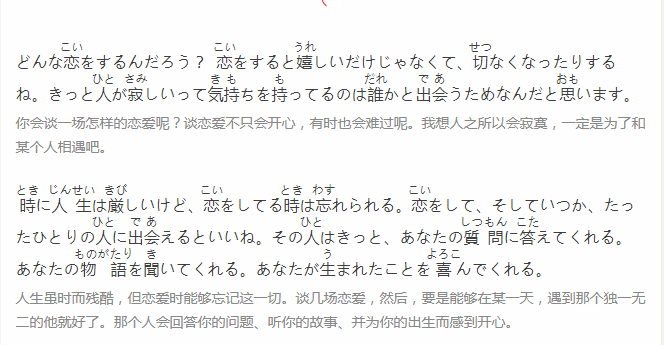 こい こい うれ せつ
どんな恋をするんだろう？ 恋をすると嬉しいだけじゃなくて、切なくなったりする
ひと さみ きも も だれ であ おも
ね。きっと人が寂しいって気持ちを持ってるのは誰かと出会うためなんだと思います。
你会谈一场怎样的恋爱呢？谈恋爱不只会开心，有时也会难过呢。我想人之所以会寂寞，一定是为了和
某个人相遇吧。
とき じんせい きび こい とき わす こい
時に人生は厳しいけど、恋をしてる時は忘れられる。恋をして、そしていつか、たっ
ひと であ ひと しつもん こた
たひとりの人に出会えるといいね。その人はきっと、あなたの質問に答えてくれる。
ものがたり き う よろこ
あなたの物語を聞いてくれる。あなたが生まれたことを喜んでくれる。
人生虽时而残酷，但恋爱时能够忘记这一切。谈几场恋爱，然后，要是能够在某一天，遇到那个独一无
二的他就好了。那个人会回答你的问题、听你的故事、并为你的出生而感到开心。